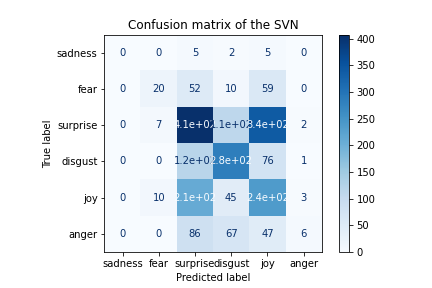 Confusion matrix of the SVN
sadness 0 0 5 2 5 0
fear 0 20 52 10 59 0
surprise 0 7 4.1e+02 1.1e+02 3.4e+02 2
disgust 0 0 1.2e+02 2.8e+02 76 1
joy 0 10 2.1e+02 45 2.4e+02 3
anger 0 0 86 67 47 6
sadness fear surprise disgust joy anger
True label
Predicted label
400
350
300
250
200
150
100
50
0